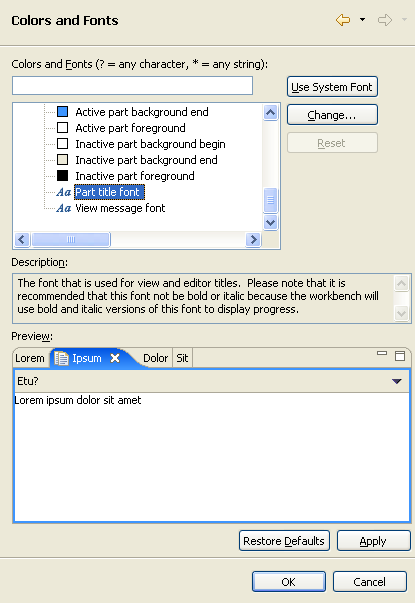 Colors and Fonts
Colors and Fonts (? = any character, * = any string):
Use System Font
Active part background end
Change...
Active part foreground
Inactive part background begin
Reset
Inactive part background end
Inactive part foreground
Aa Part title font
Aa View message font
Description:
The font that is used for view and editor titles. Please note that it is
recommended that this font not be bold or italic because the workbench will
use bold and italic versions of this font to display progress.
Preview:
Lorem Ipsum Dolor Sit
Etu?
Lorem ipsum dolor sit amet
Restore Defaults Apply
OK Cancel